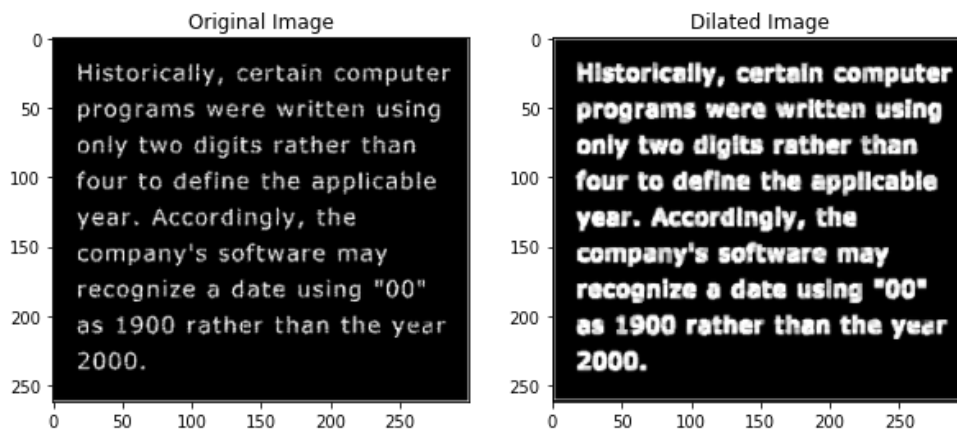 Original Image
0
50
100
150
200
250
Historically, certain computer
programs were written using
only two digits rather than
four to define the applicable
year. Accordingly, the
company's software may
recognize a date using "00"
as 1900 rather than the year
2000.
0 50 100 150 200 250
Dilated Image
0
50
100
150
200
250
Historically, certain computer
programs were written using
only two digits rather than
four to define the applicable
year. Accordingly, the
company's software may
recognize a date using "00"
as 1900 rather than the year
2000.
0 50 100 150 200 250